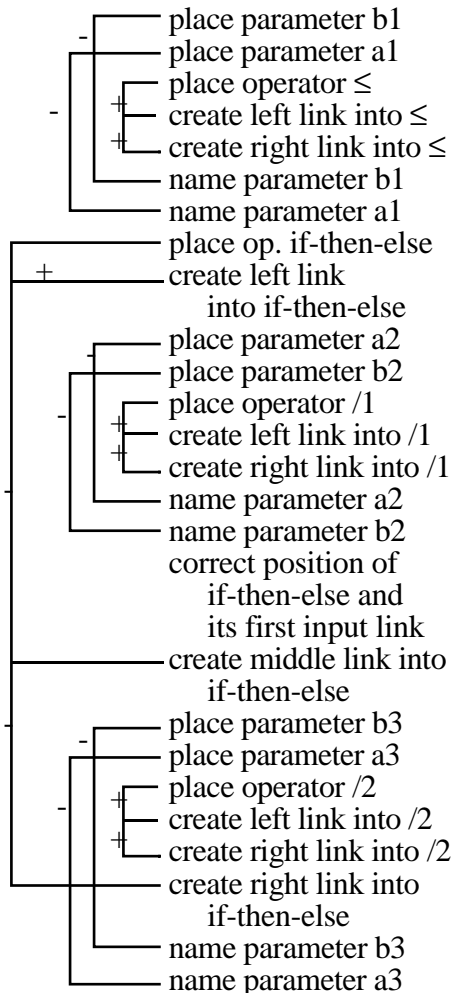 - place parameter b1
place parameter a1
place operator ≤
- + create left link into ≤
+ create right link into ≤
name parameter b1
name parameter a1
place op. if-then-else
+ create left link
into if-then-else
place parameter a2
- place parameter b2
place operator /1
- + create left link into /1
+ create right link into /1
name parameter a2
- name parameter b2
correct position of
if-then-else and
its first input link
create middle link into
if-then-else
- - place parameter b3
place parameter a3
- + place operator /2
create left link into /2
+ create right link into /2
create right link into
if-then-else
name parameter b3
name parameter a3